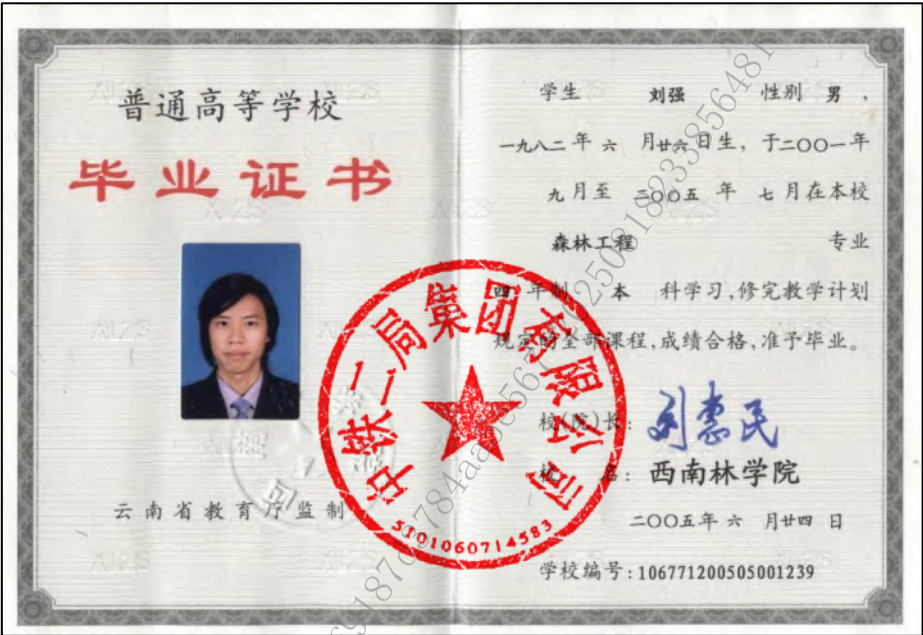 普通高等学校
毕业证书
云南省教育厅监制
学生 刘强 性别 男,
一九八二年 六 月廿六日生, 于二〇〇一年
九月至 二〇〇五 年 七月在本校
森林工程 专业
四 年制 本 科学习,修完教学计划
规定的全部课程,成绩合格,准予毕业。
校(院)长: 刘惠民
校 名: 西南林学院
二〇〇五年 六 月廿四 日
学校编号:106771200505001239
中铁二局集团有限公司
5101060714583